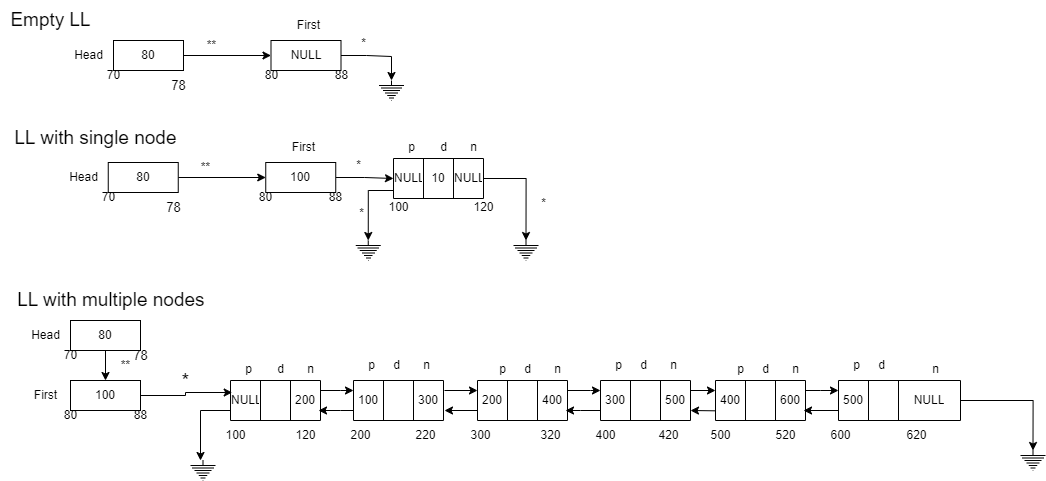 Empty LL
First
Head 80 ** NULL *
70 78 80 88
LL with single node
First p d n
Head 80 ** 100 * NULL 10 NULL
70 78 80 88 * 100 120 *
LL with multiple nodes
Head 80
70 ** 78
p d n p d n p d n p d n p d n p d n
First 100 * NULL 200 100 300 200 400 300 500 400 600 500 NULL
80 88
100 120 200 220 300 320 400 420 500 520 600 620